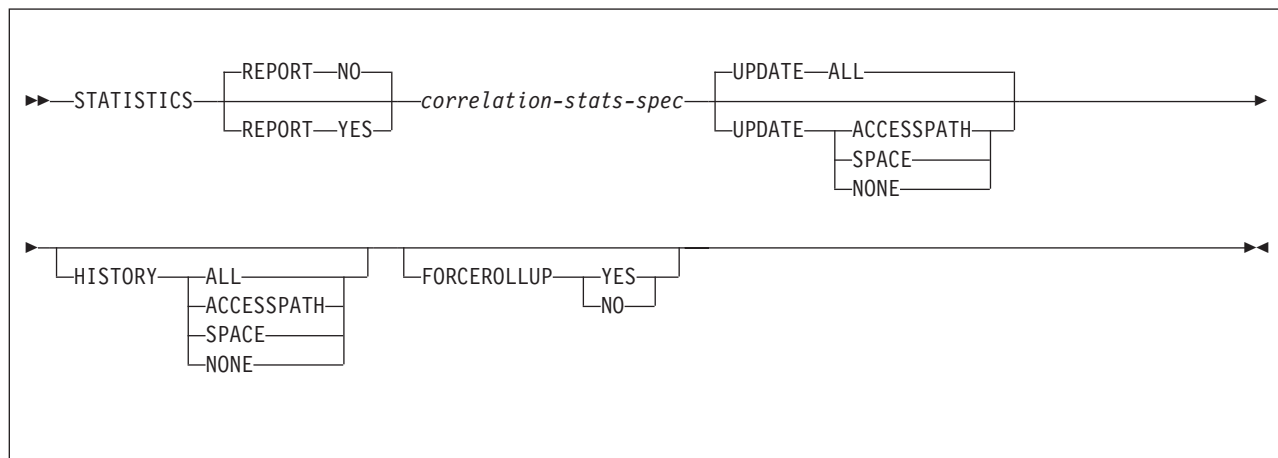 REPORT NO UPDATE ALL
STATISTICS correlation-stats-spec
REPORT YES UPDATE ACCESSPATH
SPACE
NONE
HISTORY ALL FORCEROLLUP YES
ACCESSPATH NO
SPACE
NONE